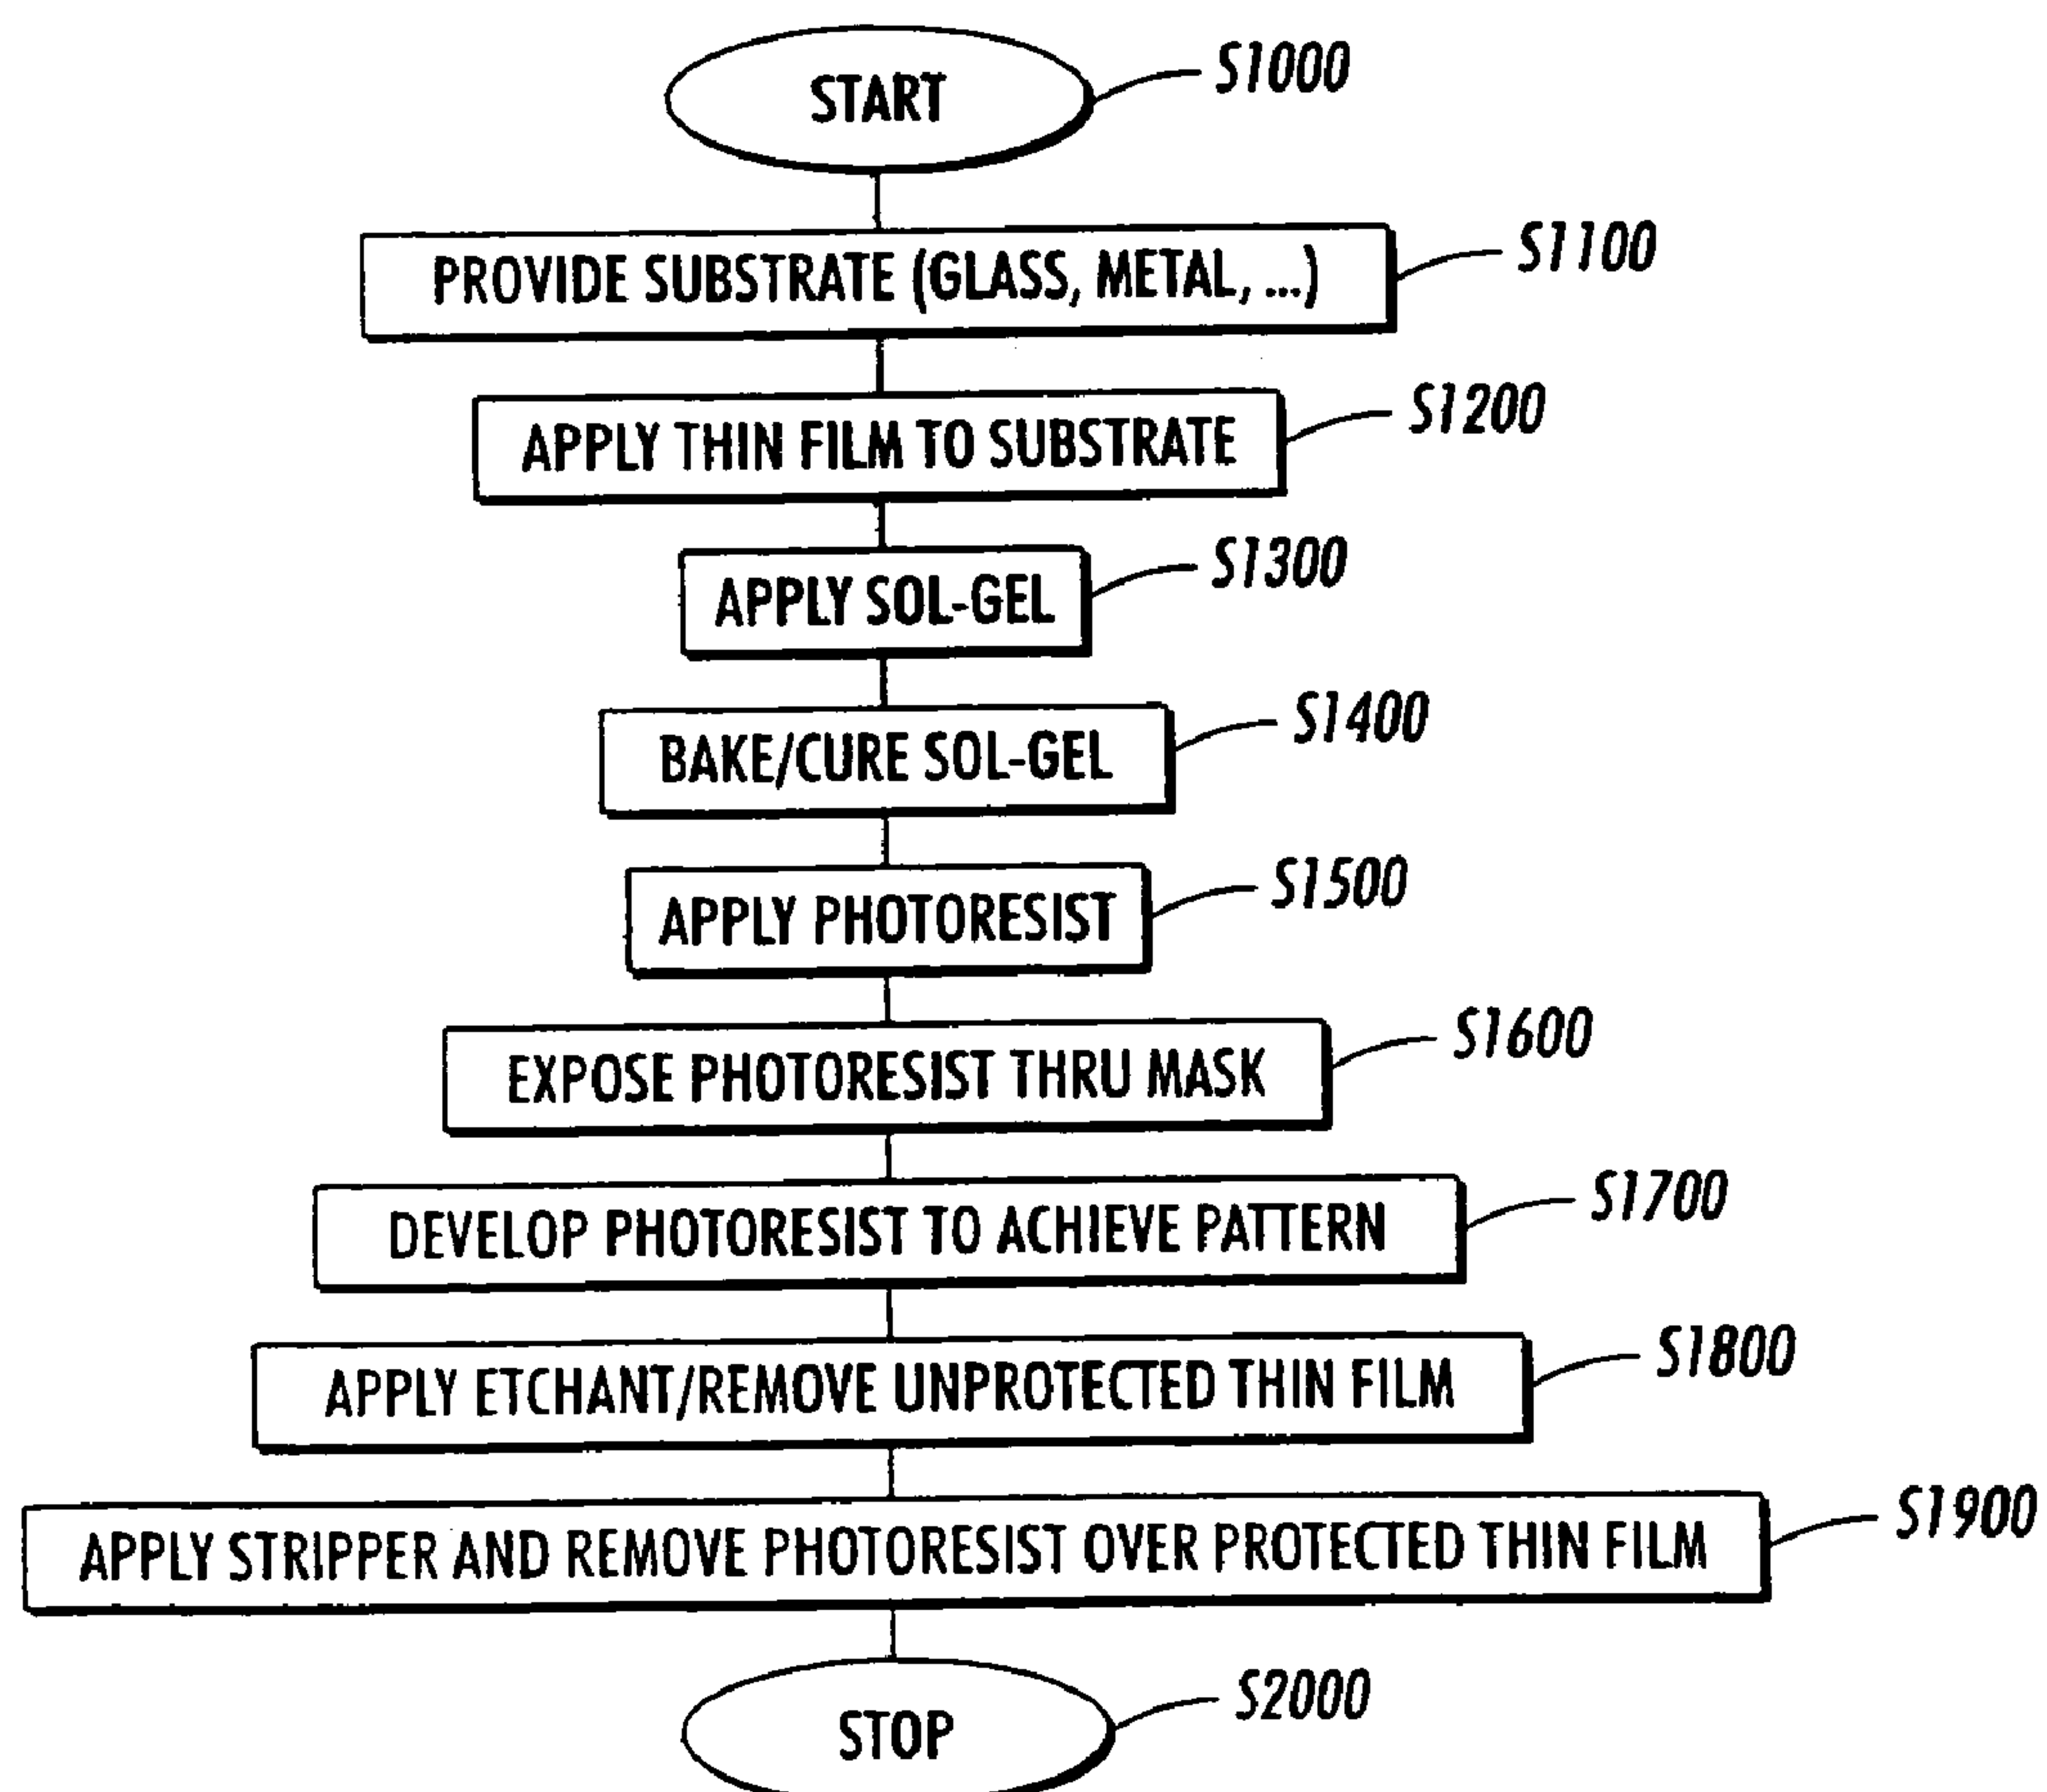 START
S1000
PROVIDE SUBSTRATE (GLASS, METAL, ...)
S1100
APPLY THIN FILM TO SUBSTRATE
S1200
APPLY SOL-GEL
S1300
BAKE/CURE SOL-GEL
S1400
APPLY PHOTORESIST
S1500
EXPOSE PHOTORESIST THRU MASK
S1600
DEVELOP PHOTORESIST TO ACHIEVE PATTERN
S1700
APPLY ETCHANT/REMOVE UNPROTECTED THIN FILM
S1800
APPLY STRIPPER AND REMOVE PHOTORESIST OVER PROTECTED THIN FILM
S1900
STOP
S2000